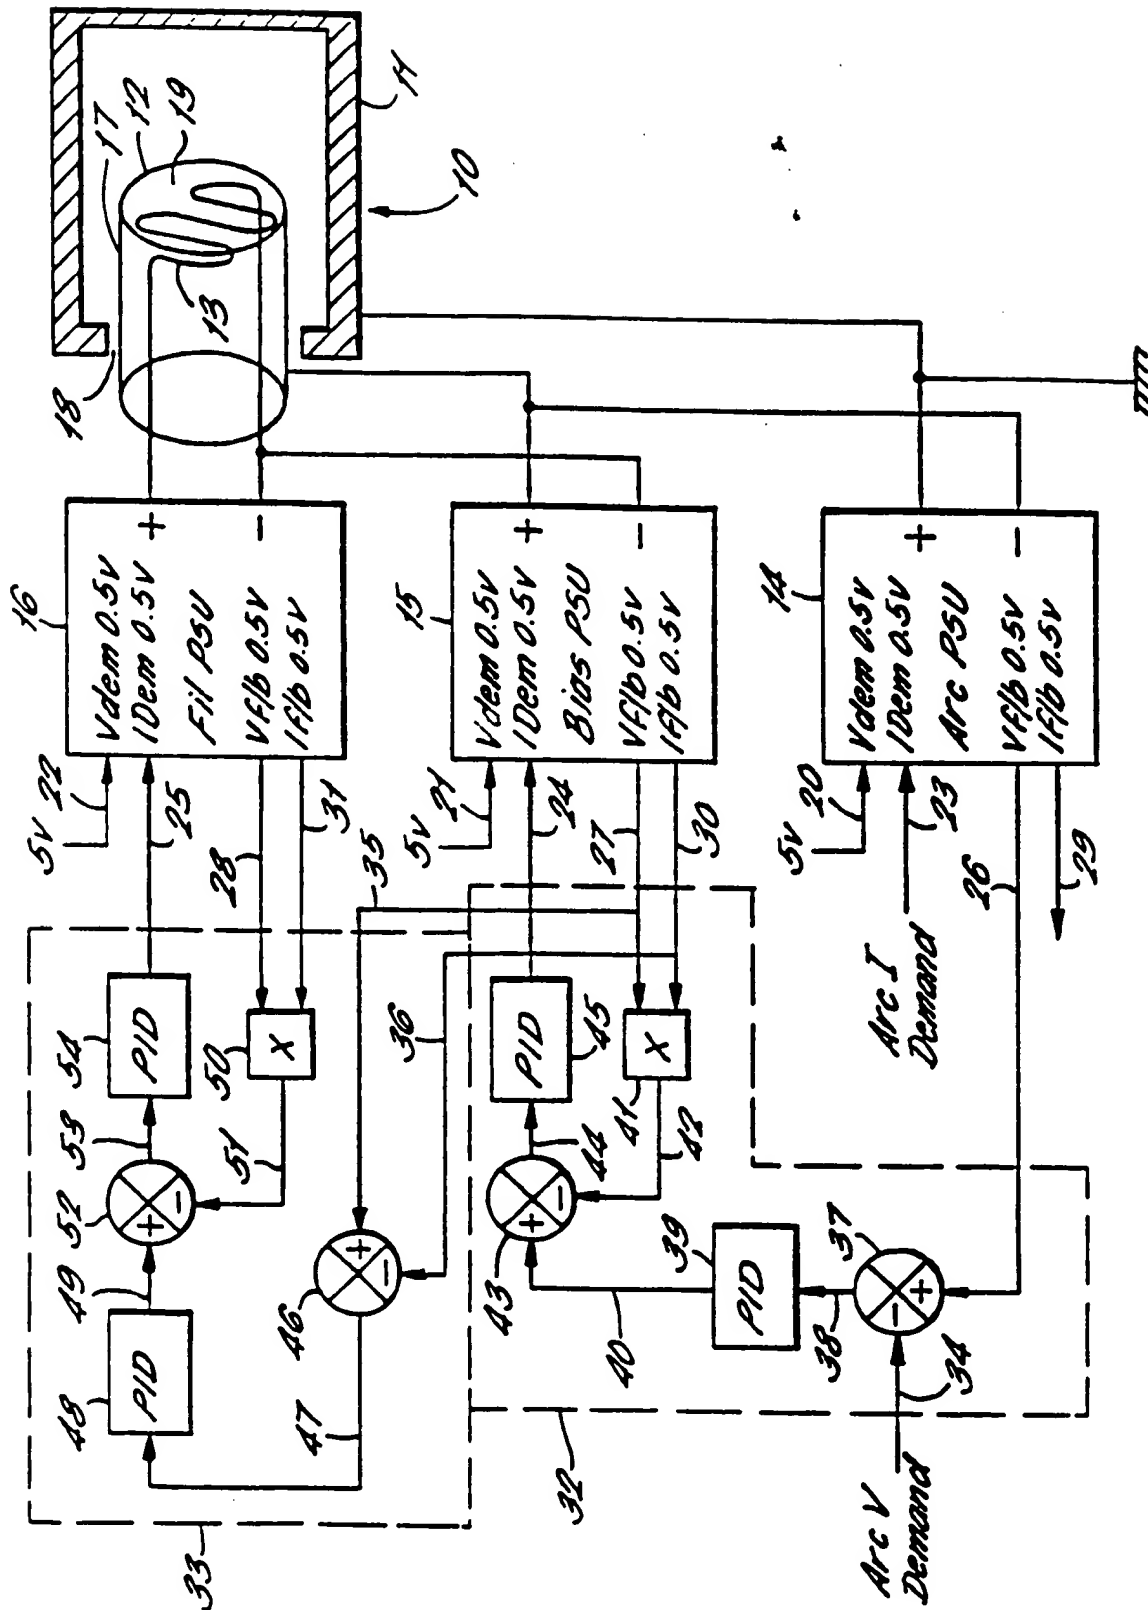 33
48
PID
49
52
+
−
53
54
PID
5v
22
25
16
Vdem 0.5v
IDem 0.5v
Fil PSU
Vf/b 0.5v
If/b 0.5v
+
−
28
31
50
X
51
47
46
+
−
35
36
18
13
17
12
19
11
10
32
43
+
−
44
PID
45
5v
21
24
15
Vdem 0.5v
IDem 0.5v
Bias PSU
Vf/b 0.5v
If/b 0.5v
+
−
27
30
41
X
42
40
39
PID
38
37
−
+
34
Arc V
Demand
Arc I
Demand
5v
20
23
14
Vdem 0.5v
IDem 0.5v
Arc PSU
Vf/b 0.5v
If/b 0.5v
+
−
26
29